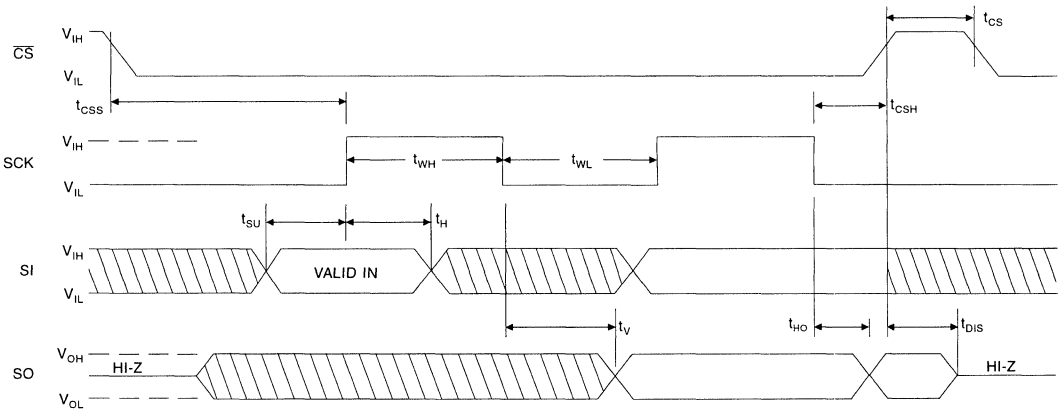 V_IH
t_CS
CS
V_IL
t_CSS
t_CSH
V_IH
SCK
t_WH
t_WL
V_IL
t_SU
t_H
V_IH
SI
VALID IN
V_IL
t_V
t_HO
t_DIS
V_OH
SO
HI-Z
HI-Z
V_OL